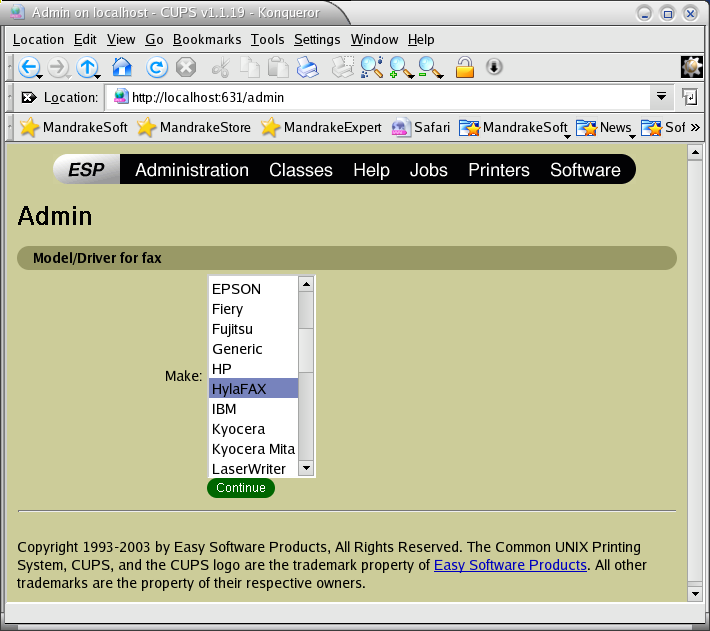 Admin on localhost - CUPS v1.1.19 - Konqueror
Location Edit View Go Bookmarks Tools Settings Window Help
Location: http://localhost:631/admin
MandrakeSoft MandrakeStore MandrakeExpert Safari MandrakeSoft News Sof »
ESP Administration Classes Help Jobs Printers Software
Admin
Model/Driver for fax
EPSON
Fiery
Fujitsu
Generic
HP
Make:
HylaFAX
IBM
Kyocera
Kyocera Mita
LaserWriter
Continue
Copyright 1993-2003 by Easy Software Products, All Rights Reserved. The Common UNIX Printing
System, CUPS, and the CUPS logo are the trademark property of Easy Software Products. All other
trademarks are the property of their respective owners.